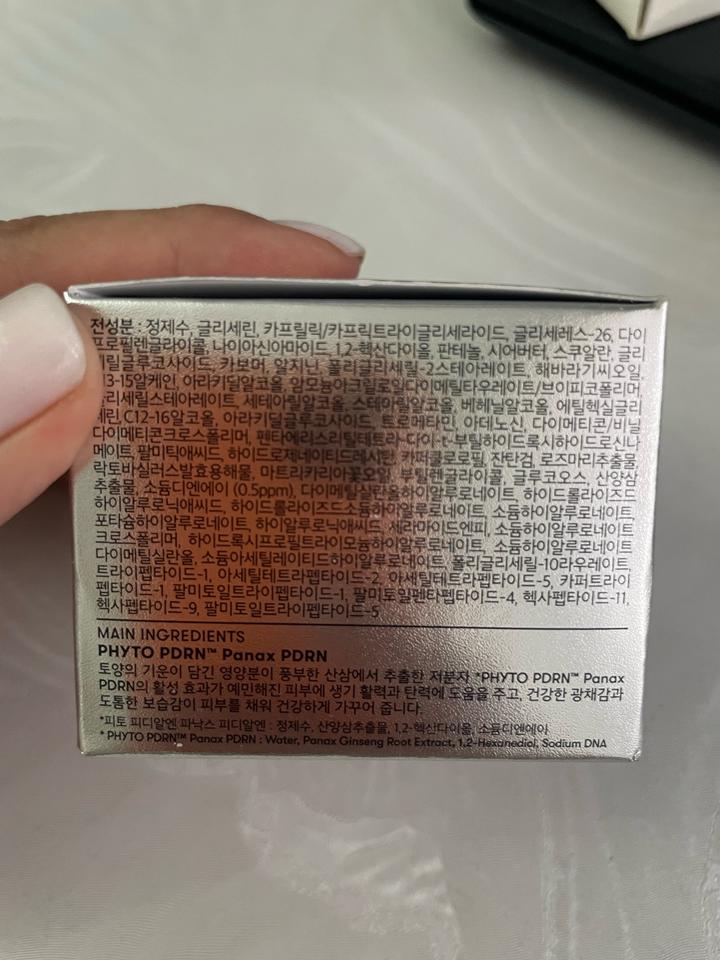 전성분 : 정제수, 글리세린, 카프릴릭/카프릭트라이글리세라이드, 글리세레스-26, 다이
프로필렌글라이콜, 나이아신아마이드, 1,2-헥산다이올, 판테놀, 시어버터, 스쿠알란, 글리
릴글루코사이드, 카보머, 알지닌, 폴리글리세릴-2스테아레이트, 해바라기씨오일,
13-15알케인, 아라키딜알코올, 암모늄아크릴로일다이메틸타우레이트/브이피코폴리머,
리세릴스테아레이트, 세테아릴알코올, 스테아릴알코올, 베헤닐알코올, 에틸헥실글리
세린, C12-16알코올, 아라키딜글루코사이드, 트로메타민, 아데노신, 다이메티콘/비닐
다이메티콘크로스폴리머, 펜타에리스리틸테트라-다이-t-부틸하이드록시하이드로신나
메이트, 팔미틱애씨드, 하이드로제네이티드레시틴, 카퍼클로로필, 잔탄검, 로즈마리추출물,
락토바실러스발효용해물, 마트리카리아꽃오일, 부틸렌글라이콜, 글루코오스, 산양삼
추출물, 소듐디엔에이 (0.5ppm), 다이메틸실란올하이알루로네이트, 하이드롤라이즈드
하이알루로닉애씨드, 하이드롤라이즈드소듐하이알루로네이트, 소듐하이알루로네이트,
포타슘하이알루로네이트, 하이알루로닉애씨드, 세라마이드엔피, 소듐하이알루로네이트
크로스폴리머, 하이드록시프로필트라이모늄하이알루로네이트, 소듐하이알루로네이트
다이메틸실란올, 소듐아세틸레이티드하이알루로네이트, 폴리글리세릴-10라우레이트,
트라이펩타이드-1, 아세틸테트라펩타이드-2, 아세틸테트라펩타이드-5, 카퍼트라이
펩타이드-1, 팔미토일트라이펩타이드-1, 팔미토일펜타펩타이드-4, 헥사펩타이드-11,
헥사펩타이드-9, 팔미토일트라이펩타이드-5
MAIN INGREDIENTS
PHYTO PDRN™ Panax PDRN
토양의 기운이 담긴 영양분이 풍부한 산삼에서 추출한 저분자 *PHYTO PDRN™ Panax
PDRN의 활성 효과가 예민해진 피부에 생기 활력과 탄력에 도움을 주고, 건강한 광채감과
도톰한 보습감이 피부를 채워 건강하게 가꾸어 줍니다.
*피토 피디알엔 파낙스 피디알엔 : 정제수, 산양삼추출물, 1,2-헥산다이올, 소듐디엔에이
* PHYTO PDRN™ Panax PDRN : Water, Panax Ginseng Root Extract, 1,2-Hexanediol, Sodium DNA